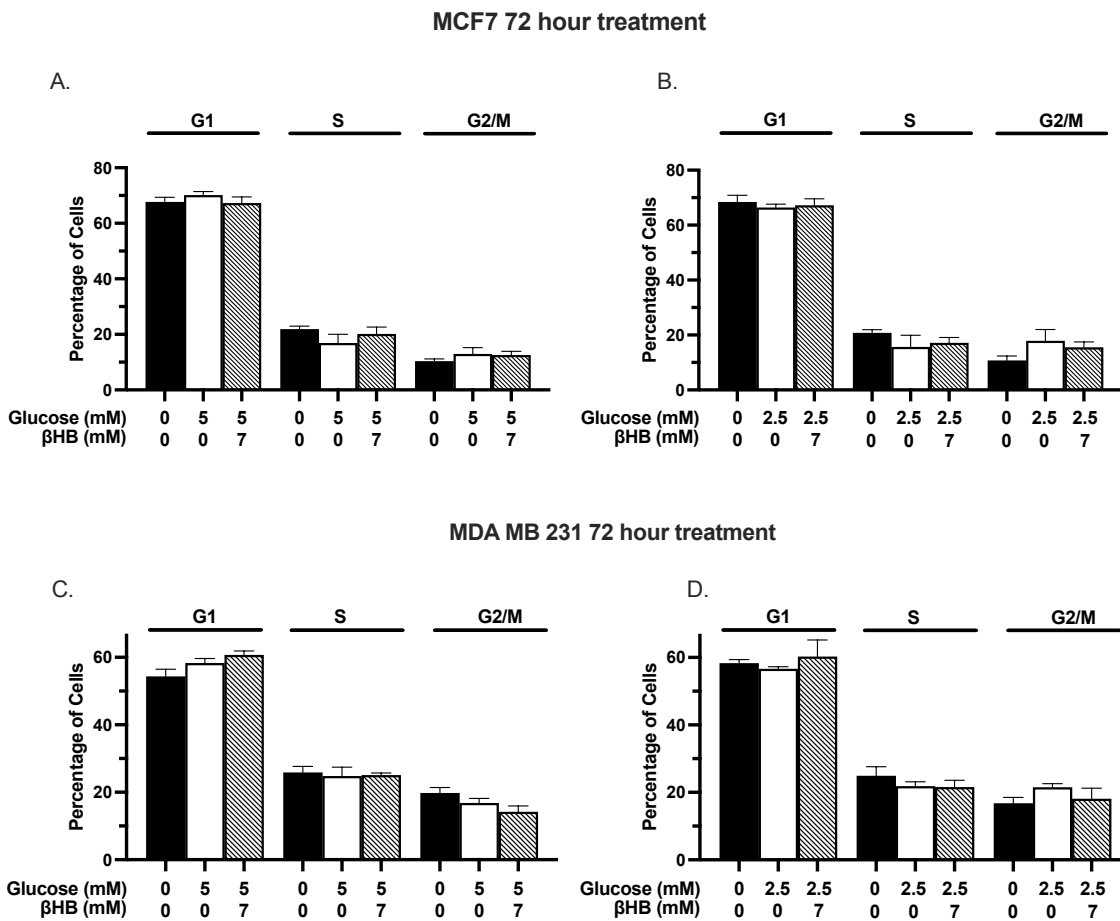 MCF7 72 hour treatment
A.
G1 S G2/M
80
60
40
20
0
Percentage of Cells
Glucose (mM) 0 5 5 0 5 5 0 5 5
βHB (mM) 0 0 7 0 0 7 0 0 7
B.
G1 S G2/M
80
60
40
20
0
Percentage of Cells
Glucose (mM) 0 2.5 2.5 0 2.5 2.5 0 2.5 2.5
βHB (mM) 0 0 7 0 0 7 0 0 7
MDA MB 231 72 hour treatment
C.
G1 S G2/M
60
40
20
0
Percentage of Cells
Glucose (mM) 0 5 5 0 5 5 0 5 5
βHB (mM) 0 0 7 0 0 7 0 0 7
D.
G1 S G2/M
60
40
20
0
Percentage of Cells
Glucose (mM) 0 2.5 2.5 0 2.5 2.5 0 2.5 2.5
βHB (mM) 0 0 7 0 0 7 0 0 7